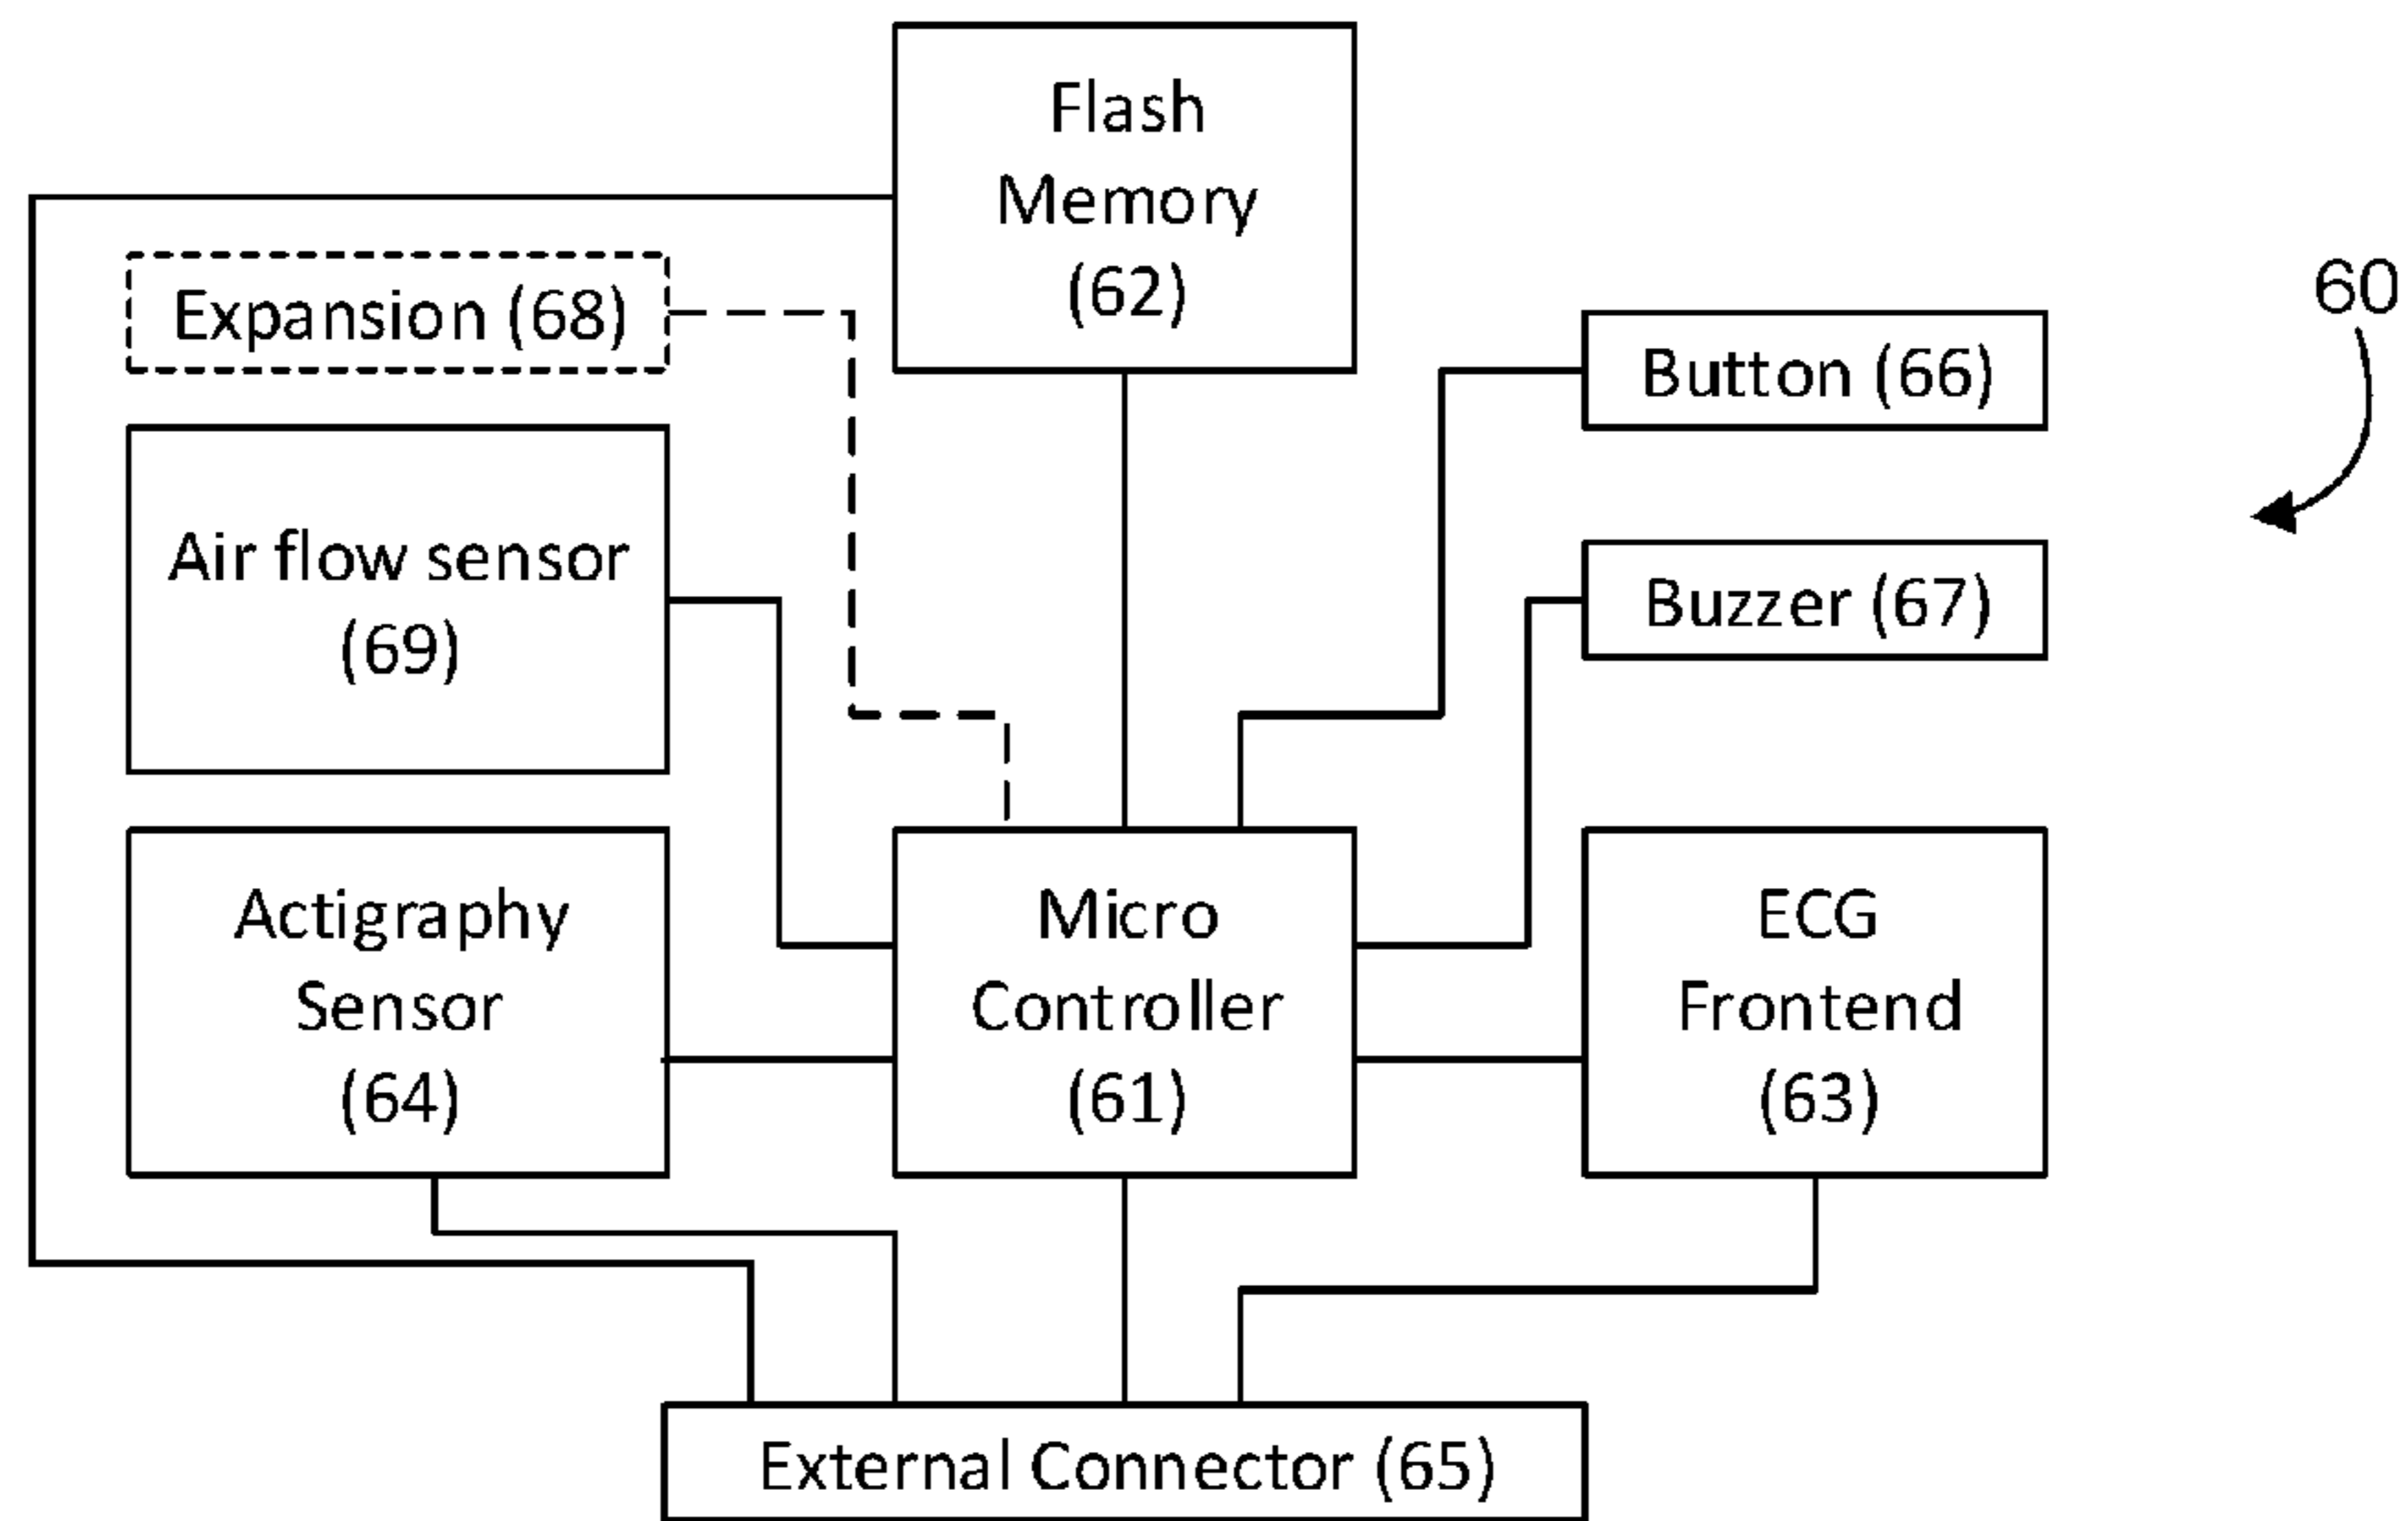 Flash
Memory
(62)
60
Expansion (68)
Button (66)
Air flow sensor
(69)
Buzzer (67)
Actigraphy
Sensor
(64)
Micro
Controller
(61)
ECG
Frontend
(63)
External Connector (65)